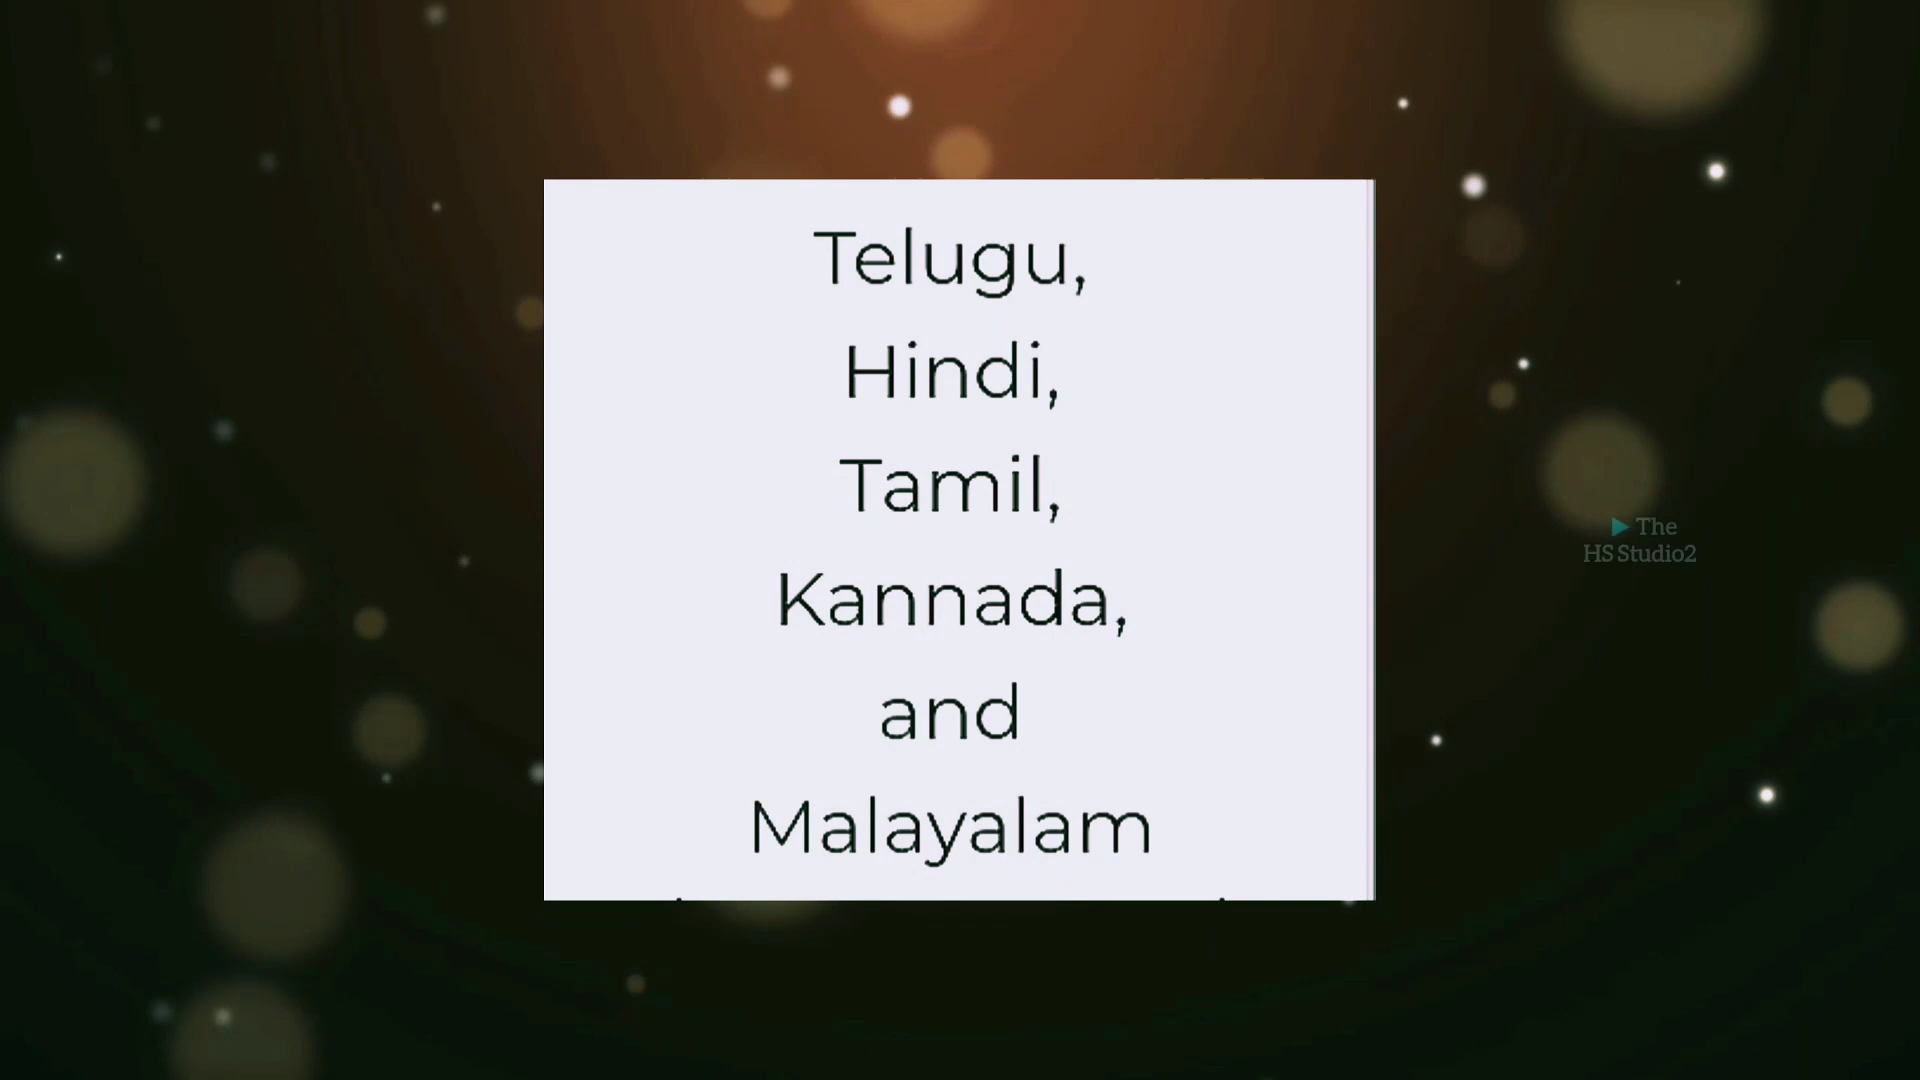 Telugu,
Hindi,
Tamil,
Kannada,
and
Malayalam
The
HS Studio2